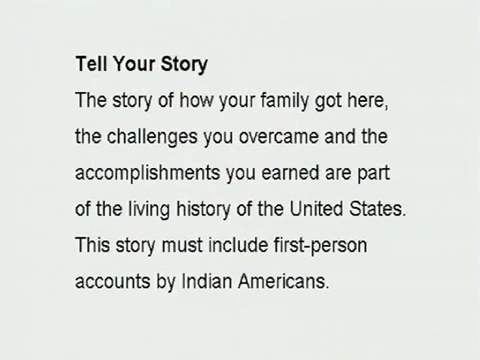 Tell Your Story
The story of how your family got here,
the challenges you overcame and the
accomplishments you earned are part
of the living history of the United States.
This story must include first-person
accounts by Indian Americans.